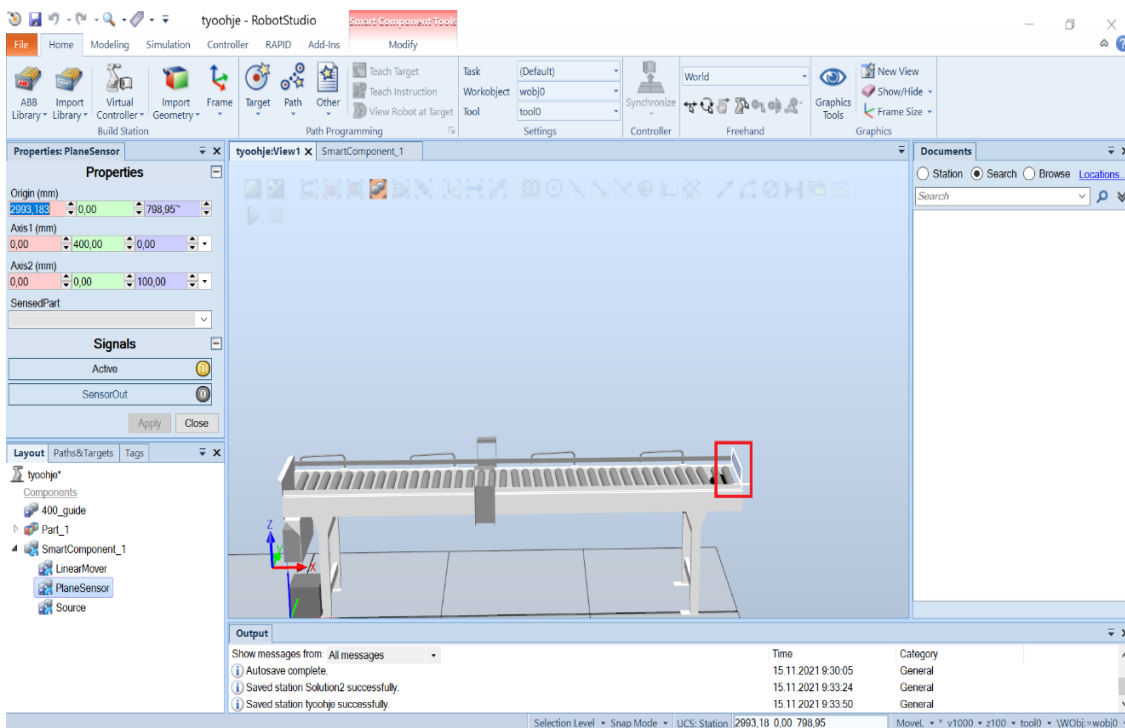 tyoohje - RobotStudio
Smart Component Tools
File Home Modeling Simulation Controller RAPID Add-Ins Modify
ABB Library
Import Library
Virtual Controller
Import Geometry
Frame
Build Station
Target
Path
Other
Teach Target
Teach Instruction
View Robot at Target
Path Programming
Task (Default)
Workobject wobj0
Tool tool0
Settings
Synchronize
Controller
World
Freehand
Graphics Tools
New View
Show/Hide
Frame Size
Graphics
Properties: PlaneSensor
Properties
Origin (mm)
2993,183 0,00 798,95~
Axis1 (mm)
0,00 400,00 0,00
Axis2 (mm)
0,00 0,00 100,00
SensedPart
Signals
Active
SensorOut 0
Apply Close
Layout Paths&Targets Tags
tyoohje*
Components
400_guide
Part_1
SmartComponent_1
LinearMover
PlaneSensor
Source
tyoohje:View1 X SmartComponent_1
Z
Y
X
Documents
Station Search Browse Locations...
Search
Output
Show messages from: All messages Time Category
Autosave complete. 15.11.2021 9:30:05 General
Saved station Solution2 successfully. 15.11.2021 9:33:24 General
Saved station tyoohje successfully. 15.11.2021 9:33:50 General
Selection Level Snap Mode UCS: Station 2993,18 0,00 798,95 MoveL * v1000 z100 tool0 \WObj:=wobj0